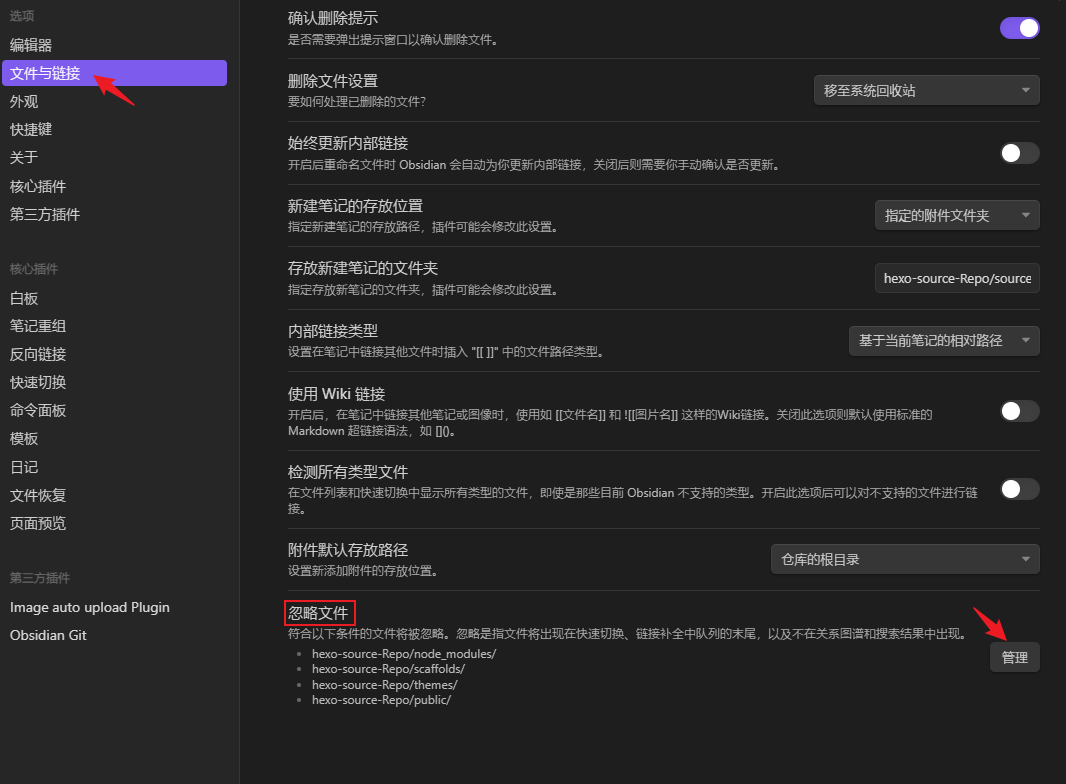 选项
编辑器
文件与链接
外观
快捷键
关于
核心插件
第三方插件
核心插件
白板
笔记重组
反向链接
快速切换
命令面板
模板
日记
文件恢复
页面预览
第三方插件
Image auto upload Plugin
Obsidian Git
确认删除提示
是否需要弹出提示窗口以确认删除文件。
删除文件设置
要如何处理已删除的文件?
移至系统回收站
始终更新内部链接
开启后重命名文件时 Obsidian 会自动为你更新内部链接，关闭后则需要你手动确认是否更新。
新建笔记的存放位置
指定新建笔记的存放路径，插件可能会修改此设置。
指定的附件文件夹
存放新建笔记的文件夹
指定存放新笔记的文件夹，插件可能会修改此设置。
hexo-source-Repo/source
内部链接类型
设置在笔记中链接其他文件时插入 "[[ ]]" 中的文件路径类型。
基于当前笔记的相对路径
使用 Wiki 链接
开启后，在笔记中链接其他笔记或图像时，使用如 [[文件名]] 和 ![[图片名]] 这样的Wiki链接。关闭此选项则默认使用标准的
Markdown 超链接语法，如 []()。
检测所有类型文件
在文件列表和快速切换中显示所有类型的文件，即使是那些目前 Obsidian 不支持的类型。开启此选项后可以对不支持的文件进行链
接。
附件默认存放路径
设置新添加附件的存放位置。
仓库的根目录
忽略文件
符合以下条件的文件将被忽略。忽略是指文件将出现在快速切换、链接补全中队列的末尾，以及不在关系图谱和搜索结果中出现。
hexo-source-Repo/node_modules/
hexo-source-Repo/scaffolds/
hexo-source-Repo/themes/
hexo-source-Repo/public/
管理